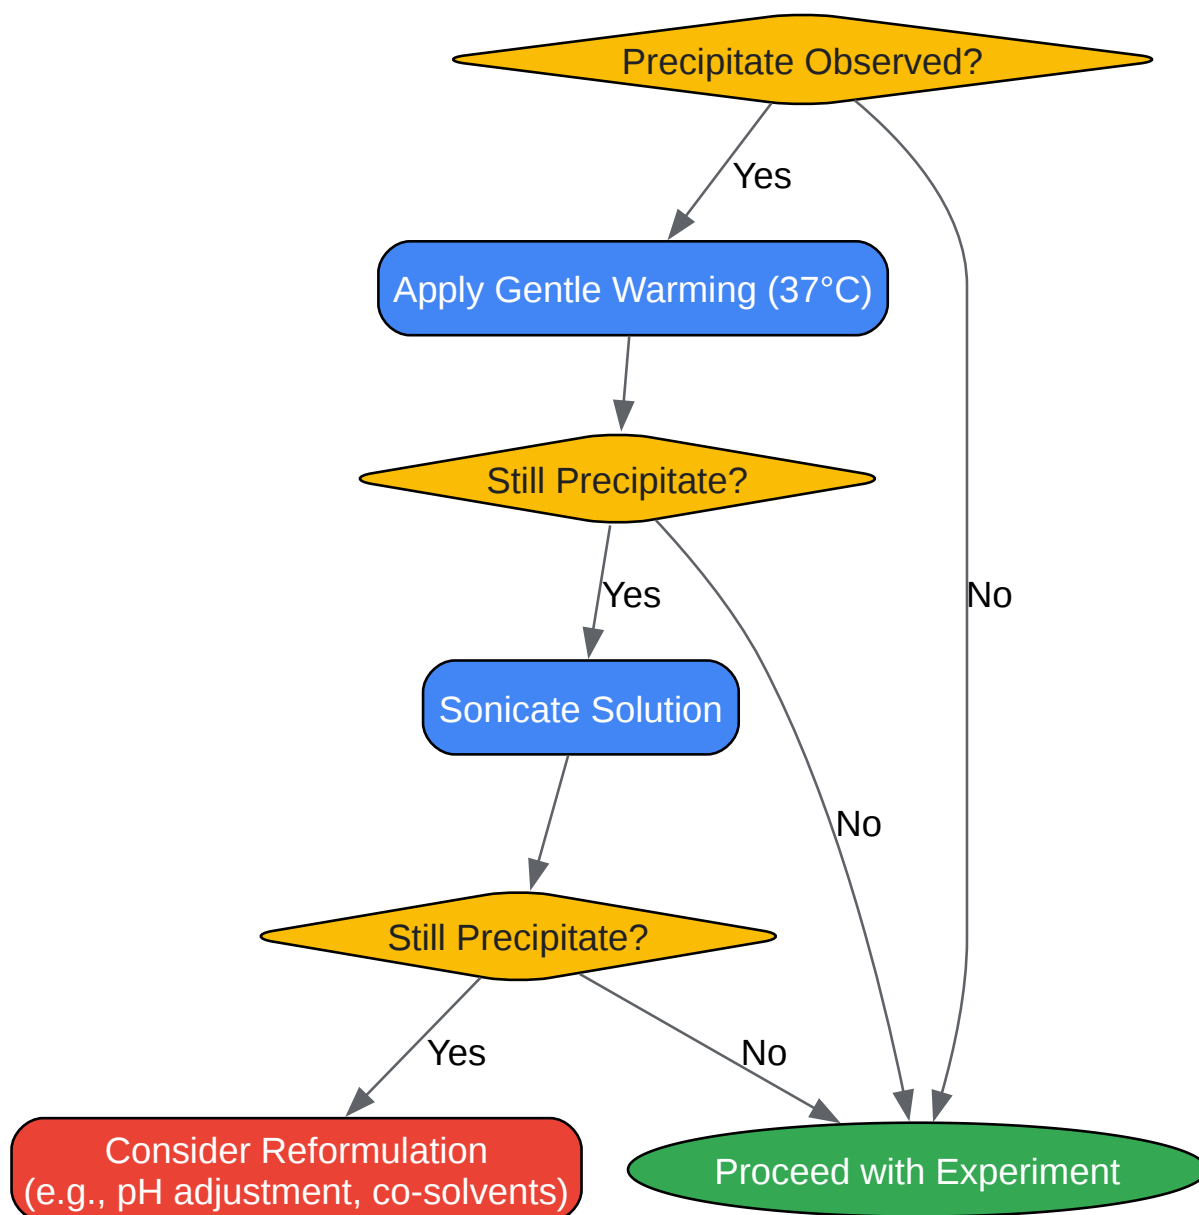 Precipitate Observed?
Yes
Apply Gentle Warming (37°C)
Still Precipitate?
Yes
No
Sonicate Solution
No
Still Precipitate?
Yes
No
Consider Reformulation
(e.g., pH adjustment, co-solvents)
Proceed with Experiment